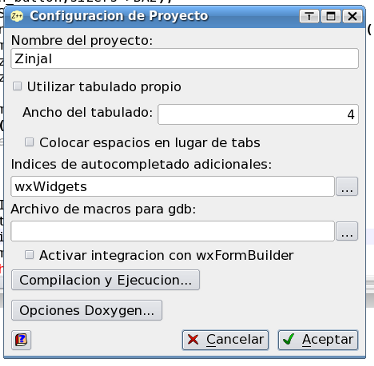 Configuracion de Proyecto
Nombre del proyecto:
Zinjal
Utilizar tabulado propio
Ancho del tabulado: 4
Colocar espacios en lugar de tabs
Indices de autocompletado adicionales:
wxWidgets ...
Archivo de macros para gdb:
...
Activar integracion con wxFormBuilder
Compilacion y Ejecucion...
Opciones Doxygen...
Cancelar Aceptar